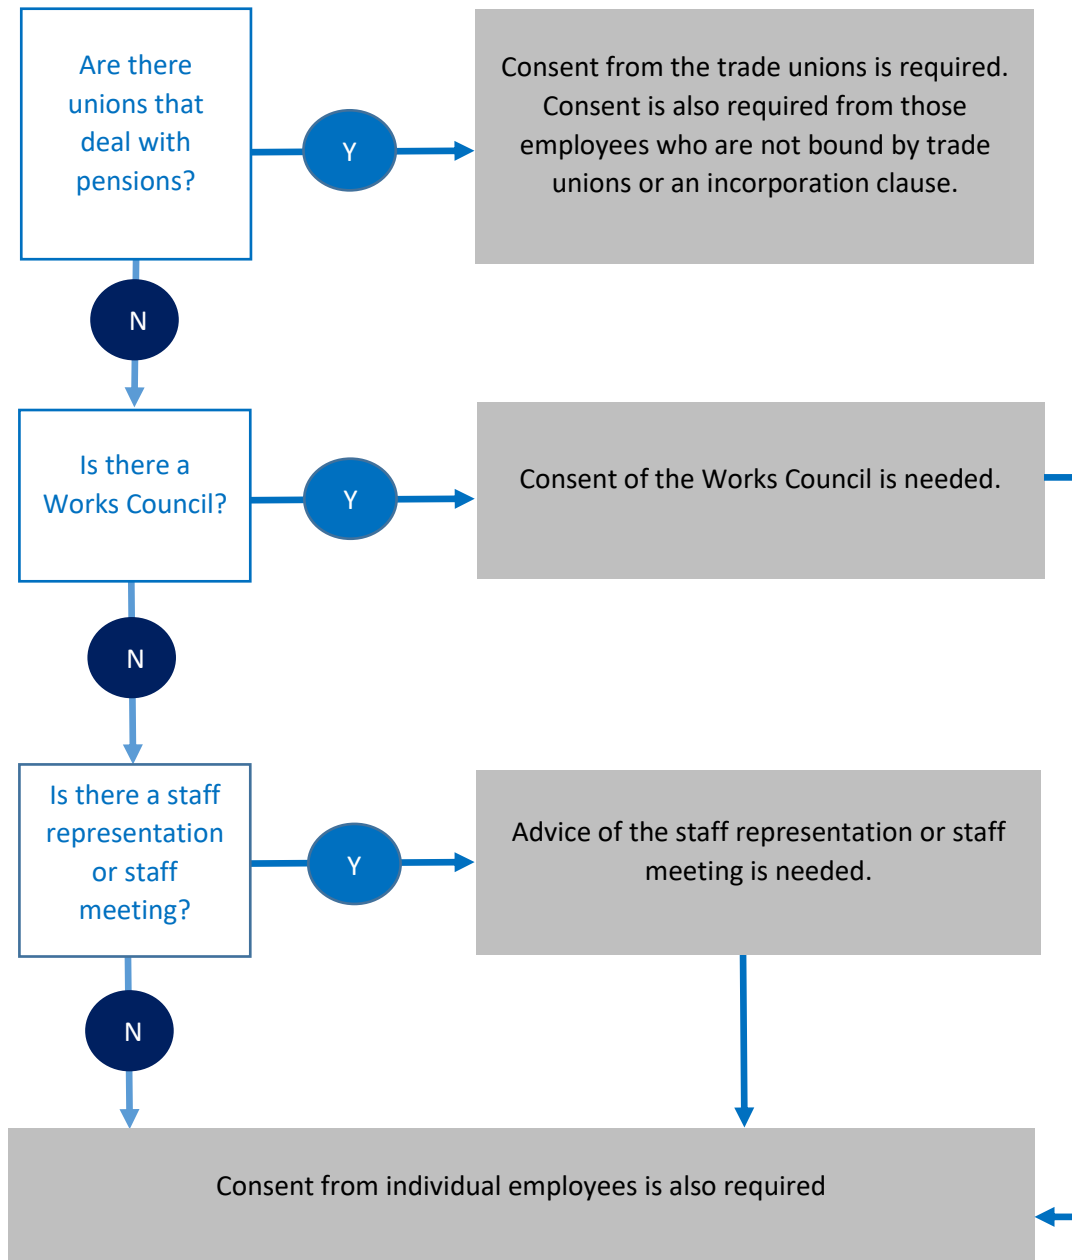 Are there
unions that
deal with
pensions?
Y
Consent from the trade unions is required.
Consent is also required from those
employees who are not bound by trade
unions or an incorporation clause.
N
Is there a
Works Council?
Y
Consent of the Works Council is needed.
N
Is there a staff
representation
or staff
meeting?
Y
Advice of the staff representation or staff
meeting is needed.
N
Consent from individual employees is also required